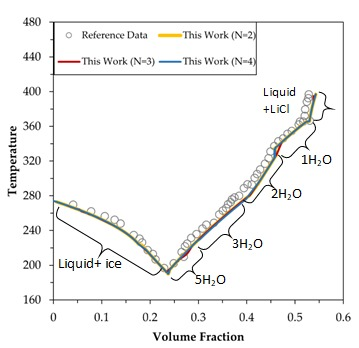 480
440
400
360
320
280
240
200
160
Temperature
Reference Data
This Work (N=2)
This Work (N=3)
This Work (N=4)
Liquid
+LiCl
1H₂O
2H₂O
3H₂O
5H₂O
Liquid+ ice
0
0.1
0.2
0.3
0.4
0.5
0.6
Volume Fraction